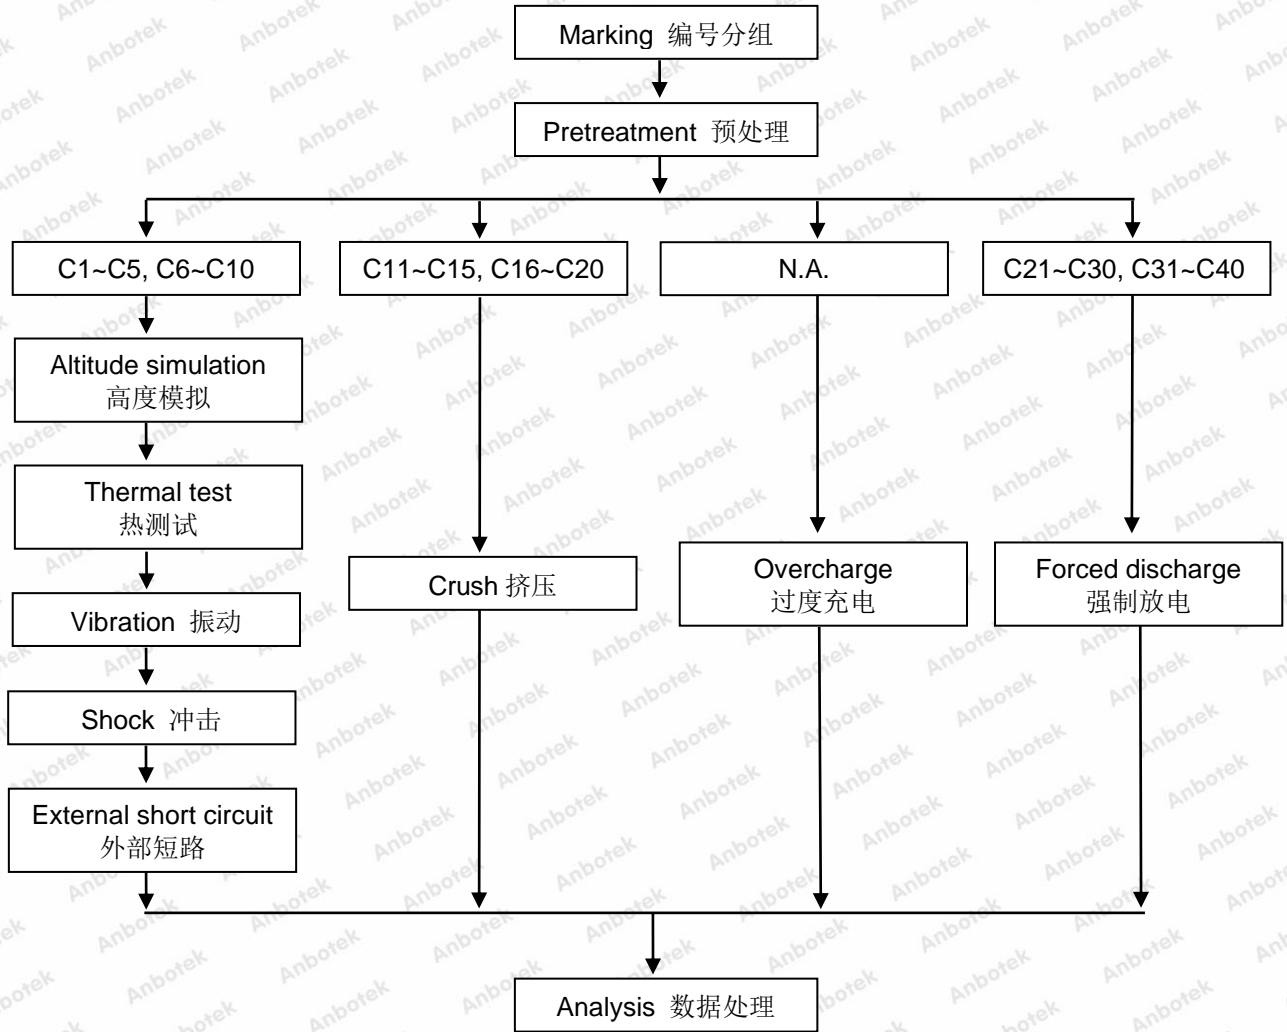 Marking 编号分组
Pretreatment 预处理
C1~C5, C6~C10
C11~C15, C16~C20
N.A.
C21~C30, C31~C40
Altitude simulation
高度模拟
Thermal test
热测试
Vibration 振动
Shock 冲击
External short circuit
外部短路
Crush 挤压
Overcharge
过度充电
Forced discharge
强制放电
Analysis 数据处理
Anbotek